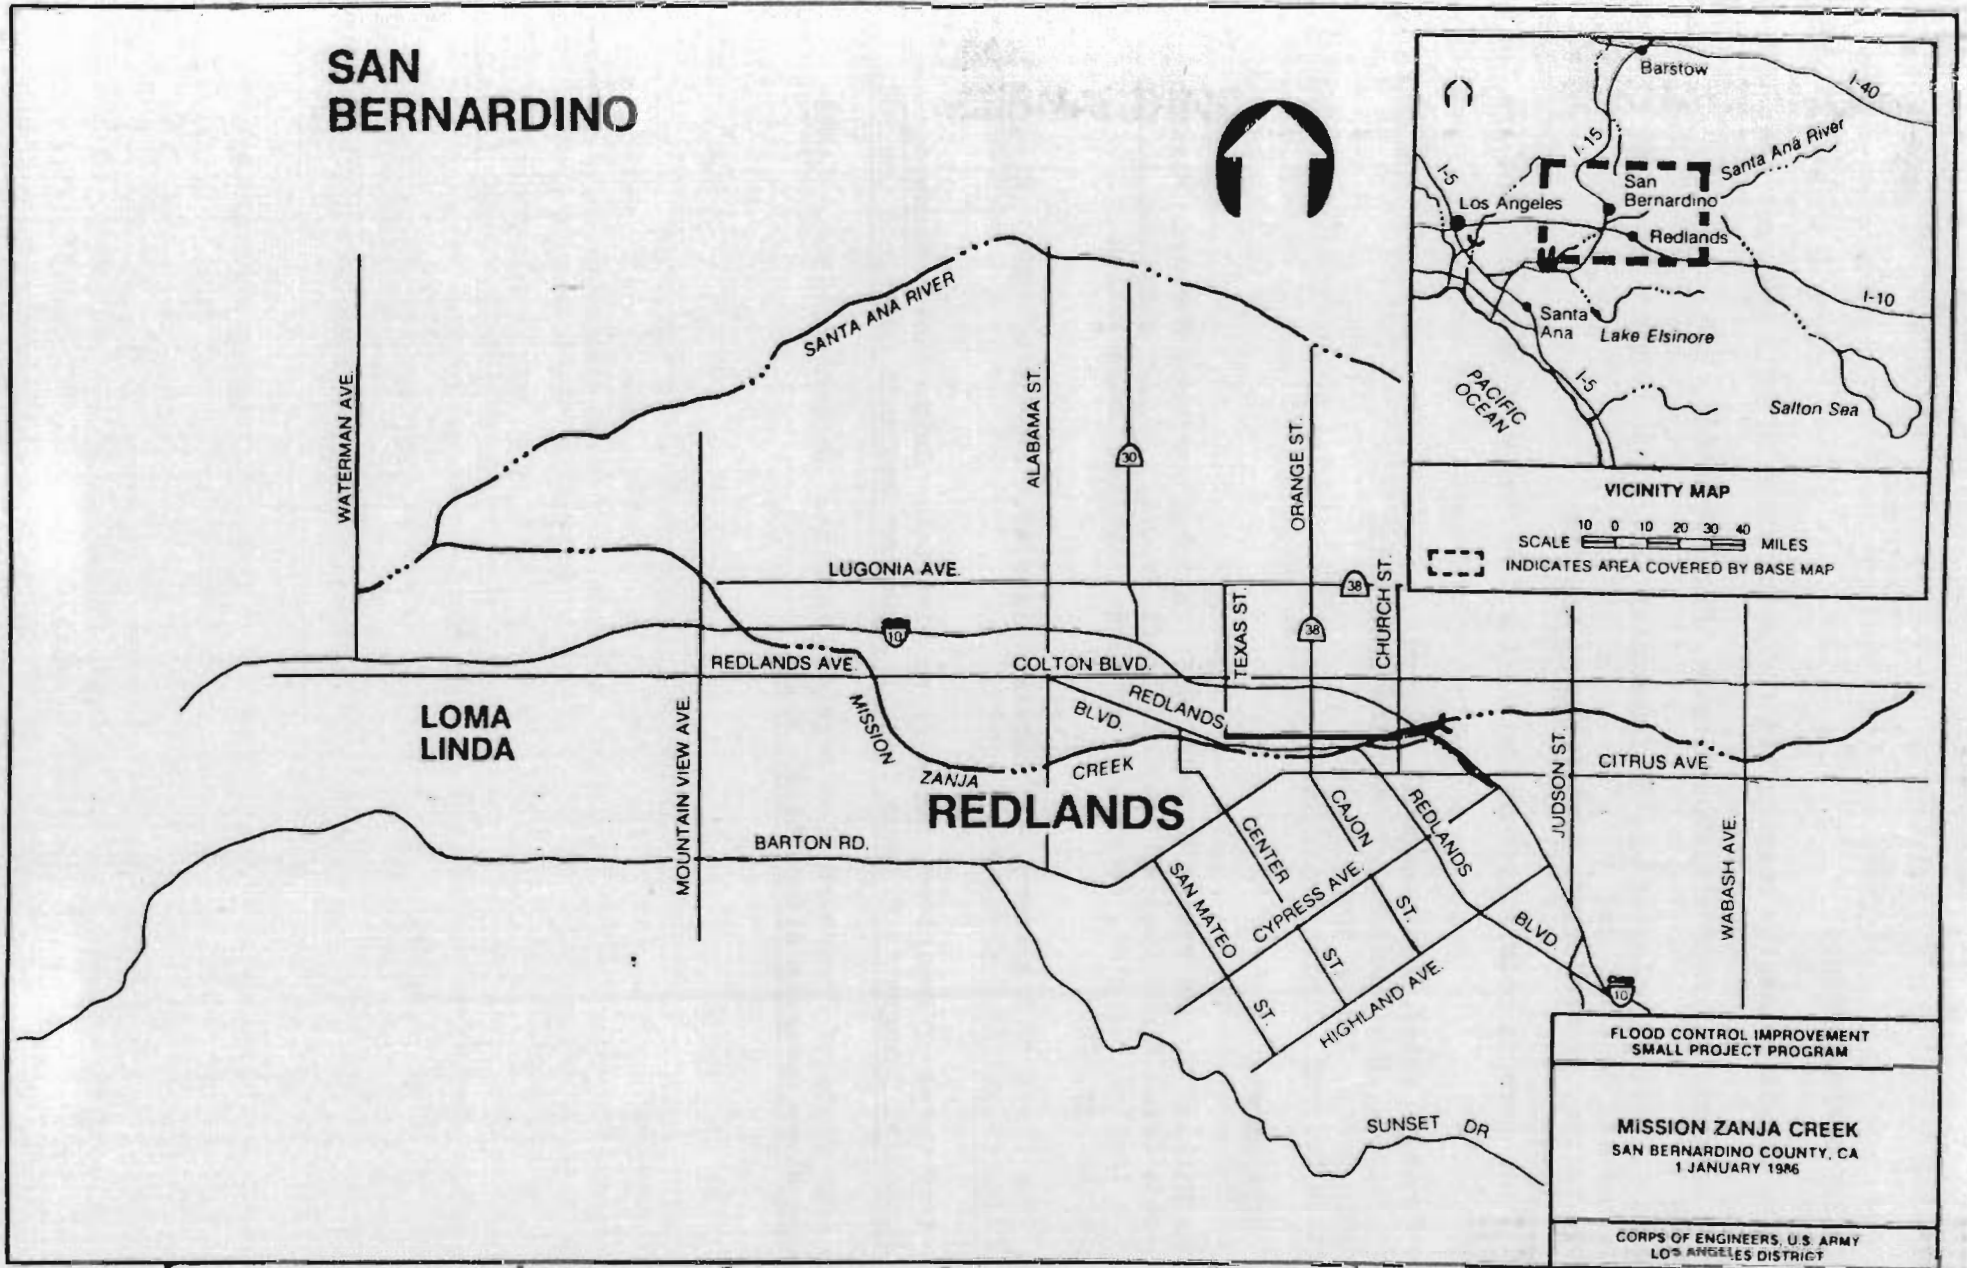 SAN
BERNARDINO
Barstow
I-40
I-15
Santa Ana River
I-5
San
Bernardino
Los Angeles
Redlands
I-10
Santa
Ana
Lake Elsinore
I-5
PACIFIC
OCEAN
Salton Sea
VICINITY MAP
10 0 10 20 30 40
SCALE MILES
INDICATES AREA COVERED BY BASE MAP
SANTA ANA RIVER
WATERMAN AVE.
ALABAMA ST.
30
ORANGE ST.
LUGONIA AVE.
38
CHURCH ST.
TEXAS ST.
38
10
REDLANDS AVE.
COLTON BLVD.
REDLANDS
BLVD.
LOMA
LINDA
MISSION
ZANJA
CREEK
MOUNTAIN VIEW AVE.
REDLANDS
BARTON RD.
CITRUS AVE.
JUDSON ST.
WABASH AVE.
CENTER
ST.
CAJON
ST.
REDLANDS
BLVD.
SAN MATEO
ST.
CYPRESS AVE.
HIGHLAND AVE.
10
SUNSET DR
FLOOD CONTROL IMPROVEMENT
SMALL PROJECT PROGRAM
MISSION ZANJA CREEK
SAN BERNARDINO COUNTY, CA
1 JANUARY 1986
CORPS OF ENGINEERS, U.S. ARMY
LOS ANGELES DISTRICT